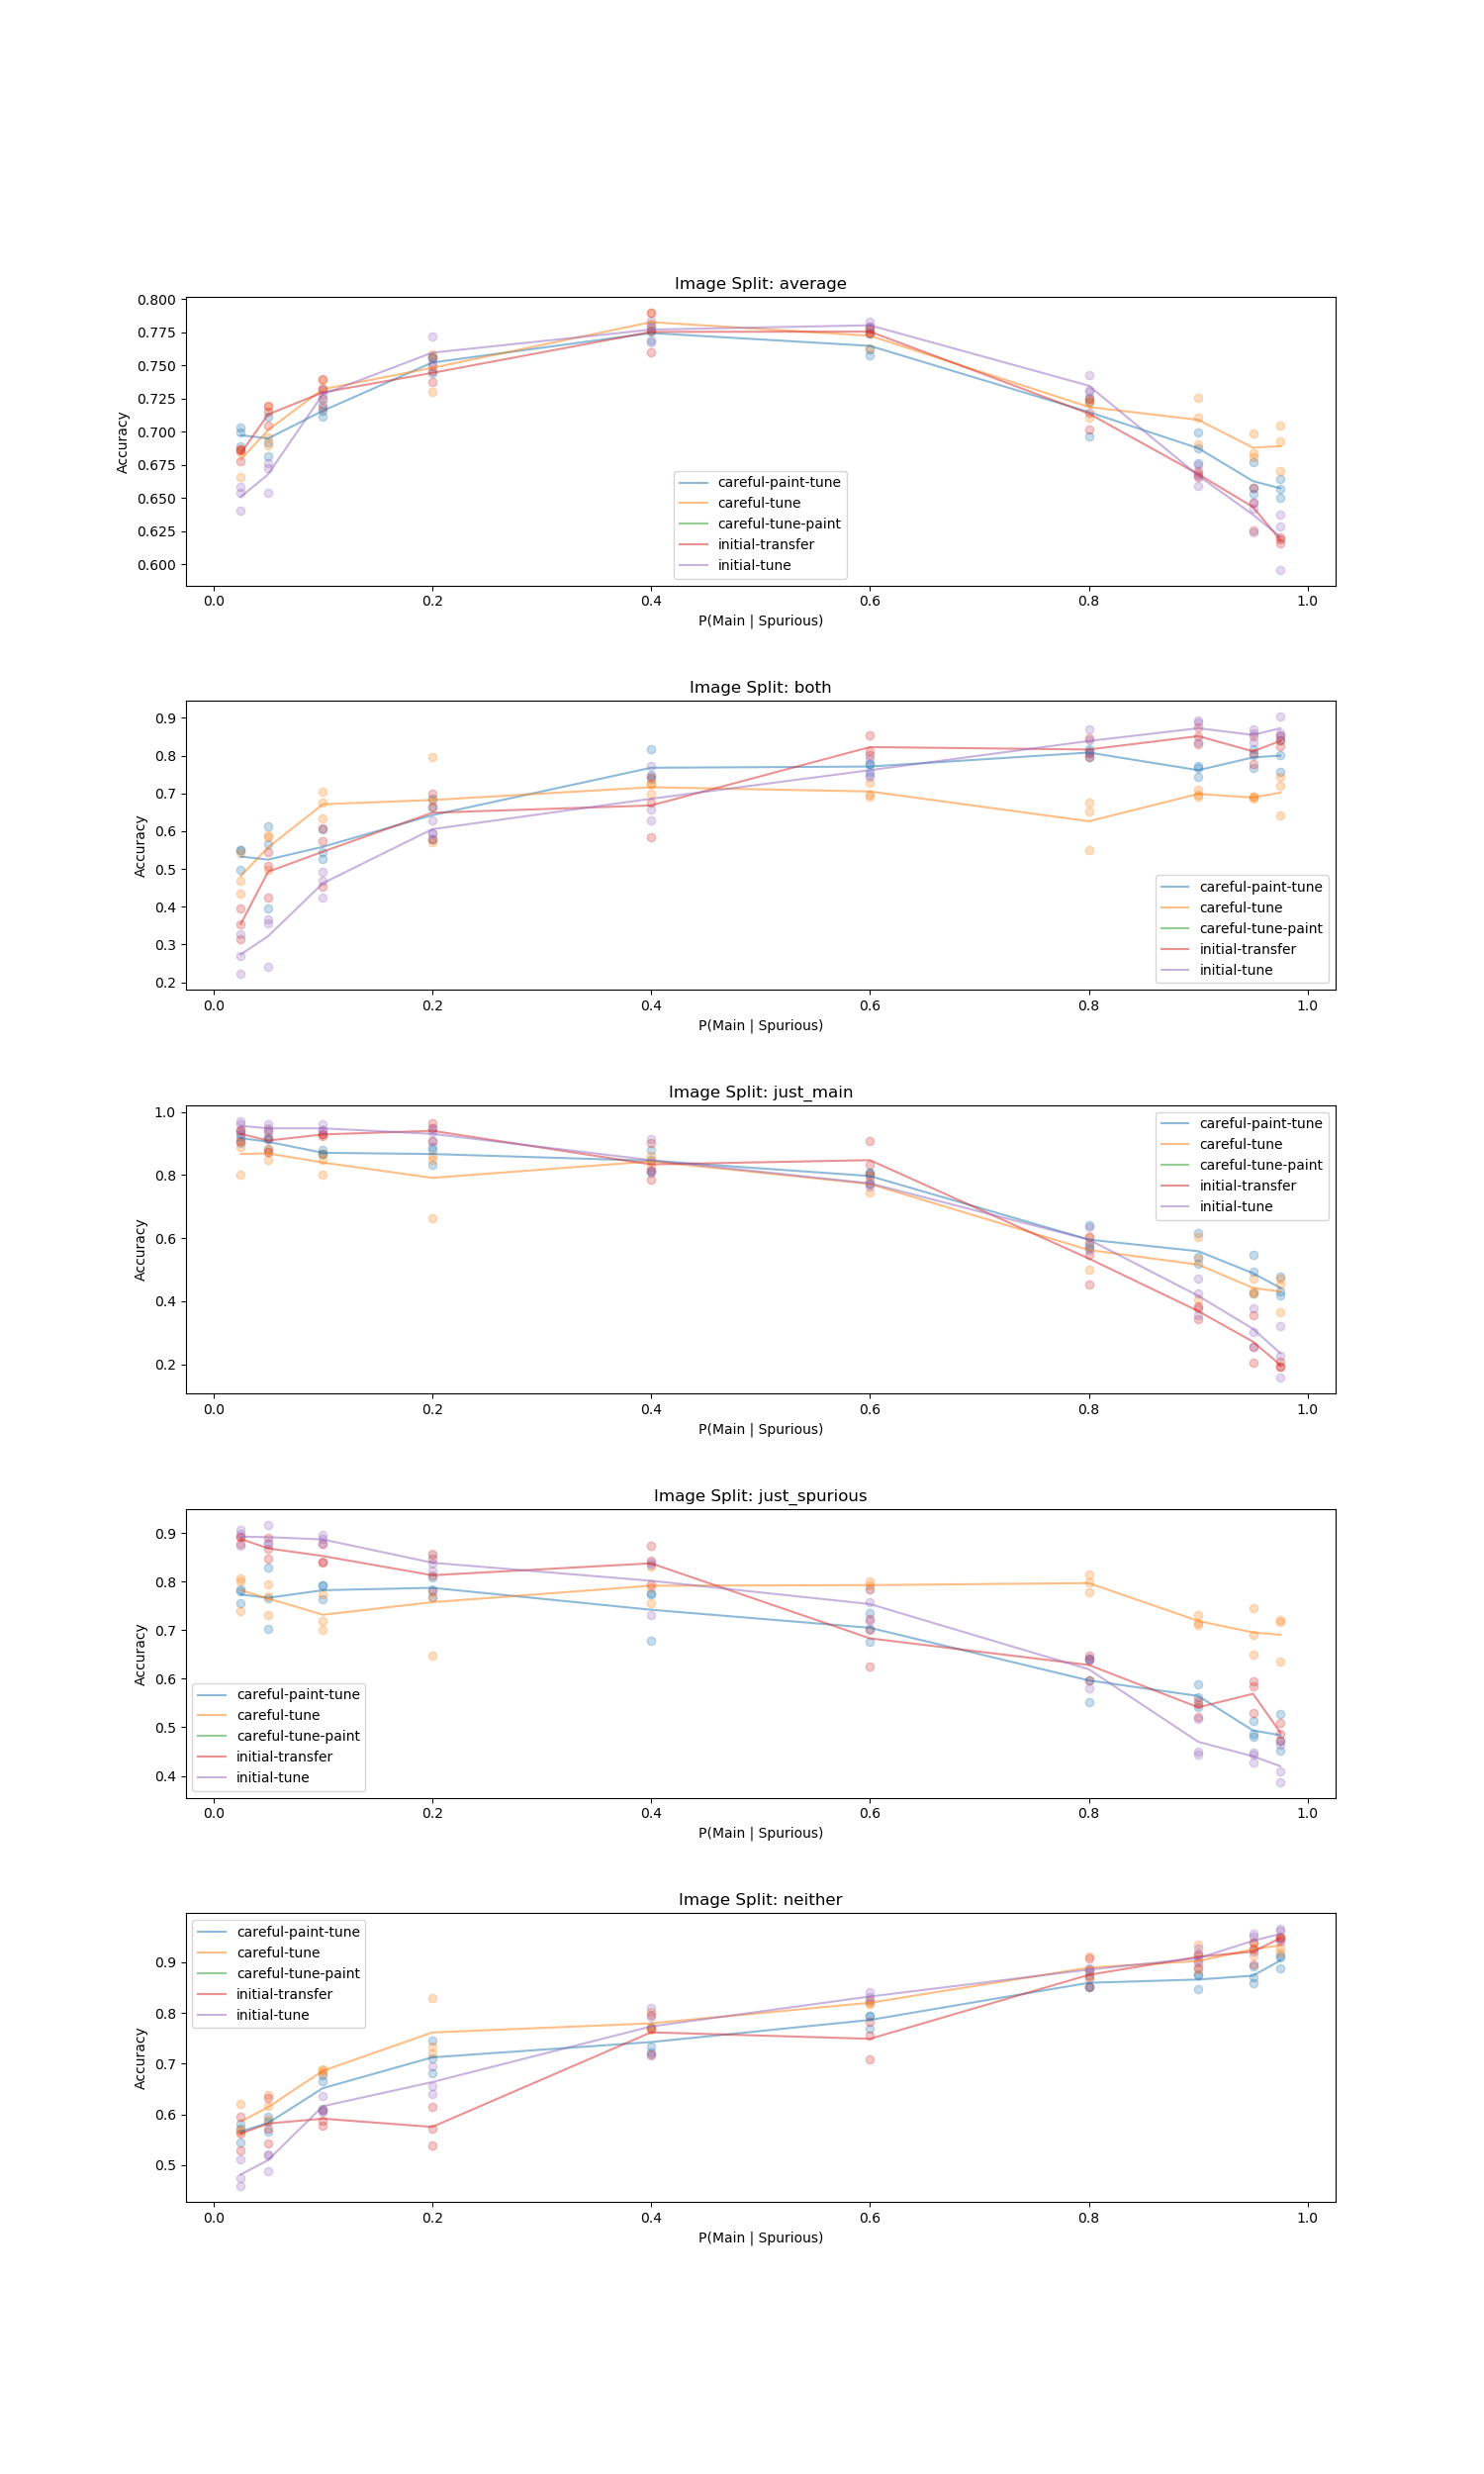 Image Split: average
0.800
0.775
0.750
0.725
0.700
0.675
0.650
0.625
0.600
Accuracy
careful-paint-tune
careful-tune
careful-tune-paint
initial-transfer
initial-tune
0.0 0.2 0.4 0.6 0.8 1.0
P(Main | Spurious)
Image Split: both
0.9
0.8
0.7
0.6
0.5
0.4
0.3
0.2
Accuracy
careful-paint-tune
careful-tune
careful-tune-paint
initial-transfer
initial-tune
0.0 0.2 0.4 0.6 0.8 1.0
P(Main | Spurious)
Image Split: just_main
1.0
0.8
0.6
0.4
0.2
Accuracy
careful-paint-tune
careful-tune
careful-tune-paint
initial-transfer
initial-tune
0.0 0.2 0.4 0.6 0.8 1.0
P(Main | Spurious)
Image Split: just_spurious
0.9
0.8
0.7
0.6
0.5
0.4
Accuracy
careful-paint-tune
careful-tune
careful-tune-paint
initial-transfer
initial-tune
0.0 0.2 0.4 0.6 0.8 1.0
P(Main | Spurious)
Image Split: neither
0.9
0.8
0.7
0.6
0.5
Accuracy
careful-paint-tune
careful-tune
careful-tune-paint
initial-transfer
initial-tune
0.0 0.2 0.4 0.6 0.8 1.0
P(Main | Spurious)